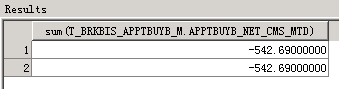 Results
sum(T_BRKBIS_APPTBUYB_M.APPTBUYB_NET_CMS_MTD)
1 -542.69000000
2 -542.69000000